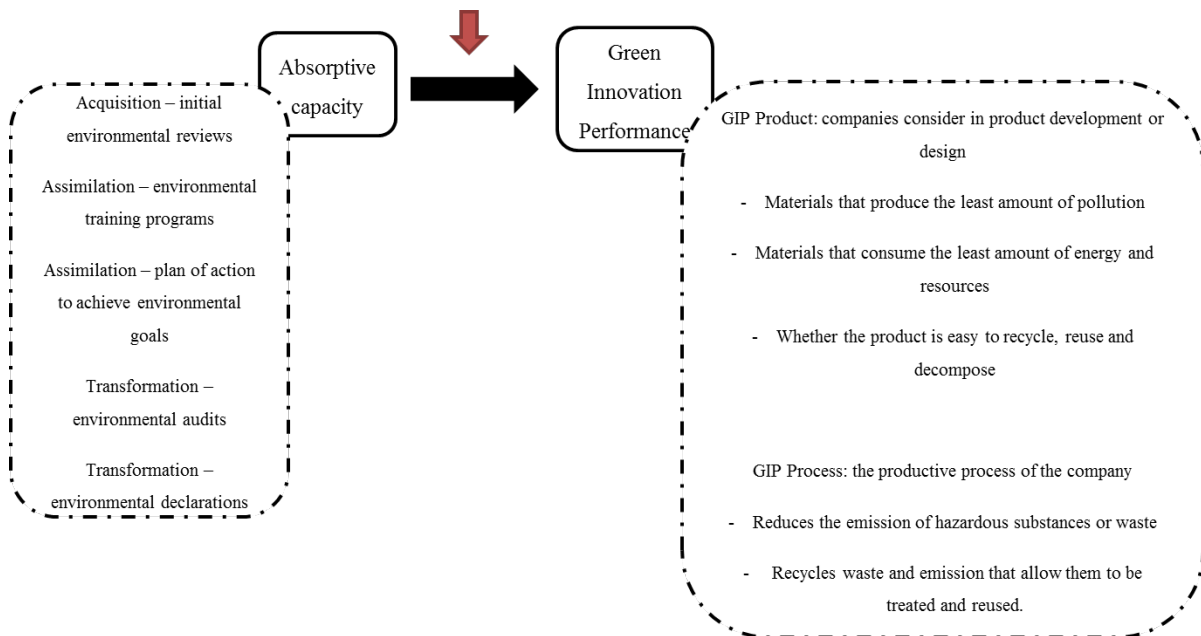 Absorptive
capacity
Green
Innovation
Performance
Acquisition – initial
environmental reviews
Assimilation – environmental
training programs
Assimilation – plan of action
to achieve environmental
goals
Transformation –
environmental audits
Transformation –
environmental declarations
GIP Product: companies consider in product development or
design
- Materials that produce the least amount of pollution
- Materials that consume the least amount of energy and
resources
- Whether the product is easy to recycle, reuse and
decompose
GIP Process: the productive process of the company
- Reduces the emission of hazardous substances or waste
- Recycles waste and emission that allow them to be
treated and reused.